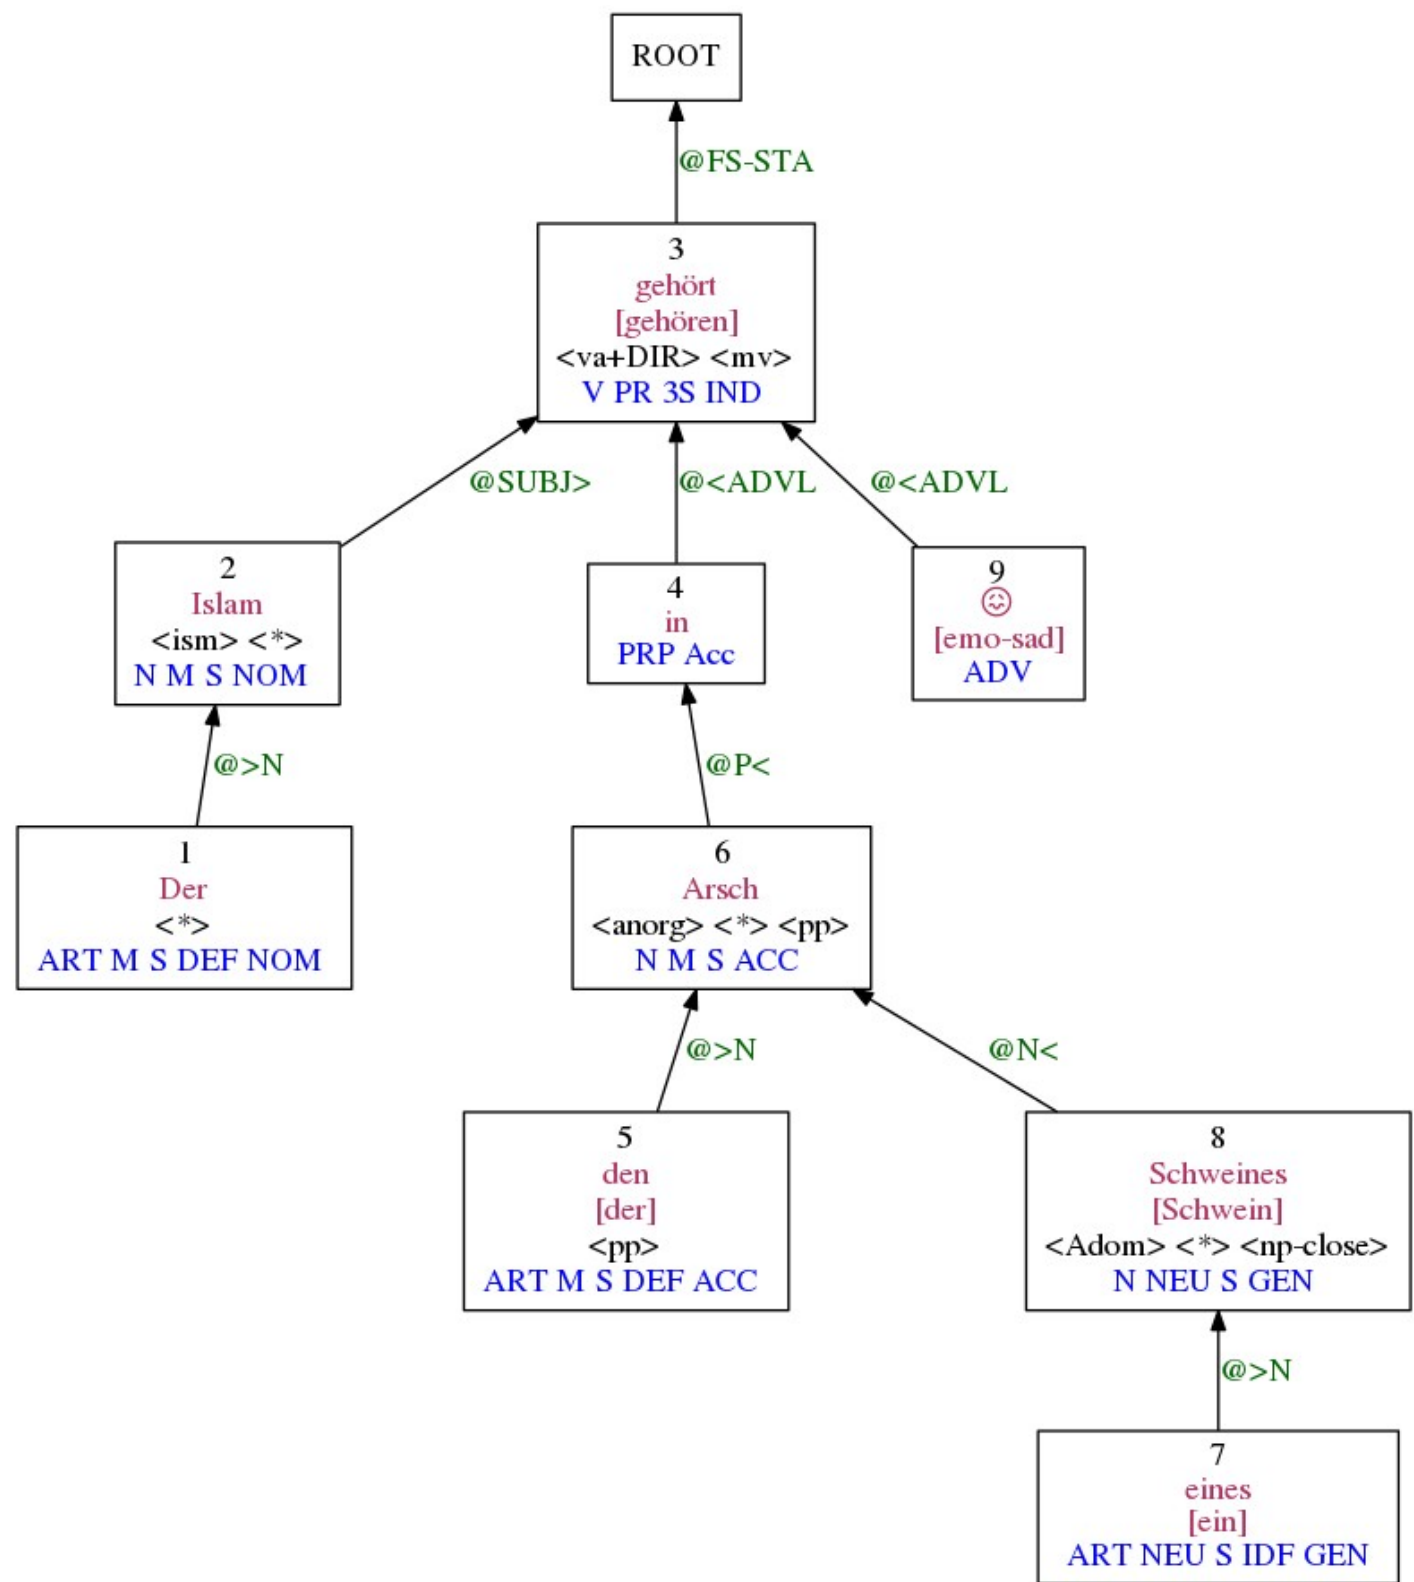 ROOT
@FS-STA
3
gehört
[gehören]
<va+DIR> <mv>
V PR 3S IND
@SUBJ>
@<ADVL
@<ADVL
2
Islam
<ism> <*>
N M S NOM
4
in
PRP Acc
9
😖
[emo-sad]
ADV
@>N
@P<
1
Der
<*>
ART M S DEF NOM
6
Arsch
<anorg> <*> <pp>
N M S ACC
@>N
@N<
5
den
[der]
<pp>
ART M S DEF ACC
8
Schweines
[Schwein]
<Adom> <*> <np-close>
N NEU S GEN
@>N
7
eines
[ein]
ART NEU S IDF GEN